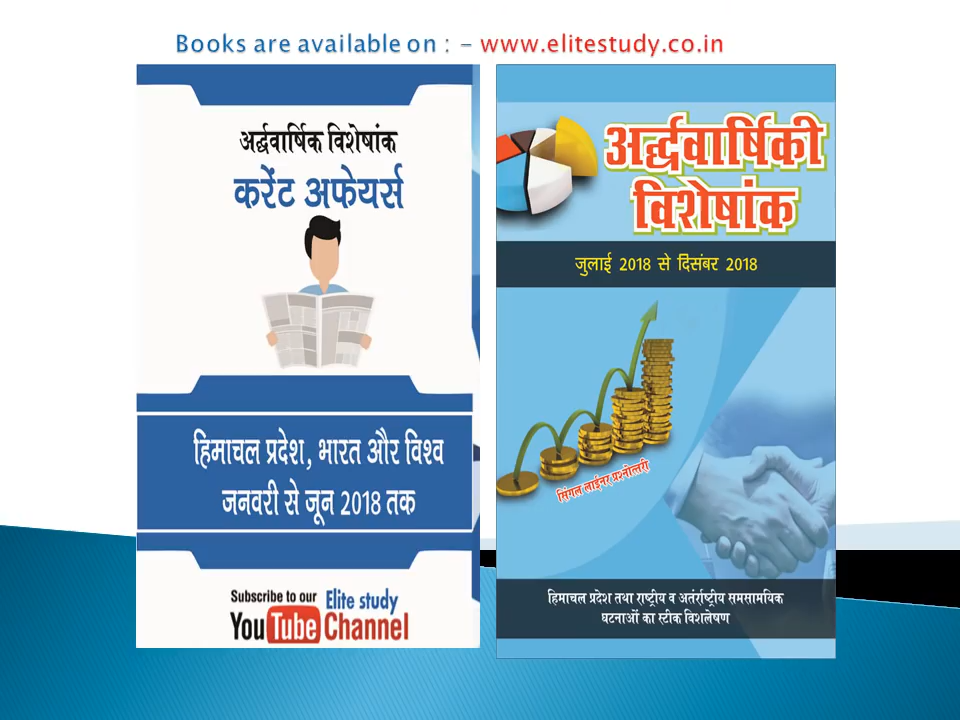 Books are available on : - www.elitestudy.co.in
अर्द्धवार्षिक विशेषांक
करेंट अफेयर्स
हिमाचल प्रदेश, भारत और विश्व
जनवरी से जून 2018 तक
Subscribe to our Elite study
YouTube Channel
अर्द्धवार्षिकी
विशेषांक
जुलाई 2018 से दिसंबर 2018
सिंगल लाईनर प्रश्नोत्तरी
हिमाचल प्रदेश तथा राष्ट्रीय व अतंर्राष्ट्रीय समसामयिक
घटनाओं का स्टीक विशलेषण